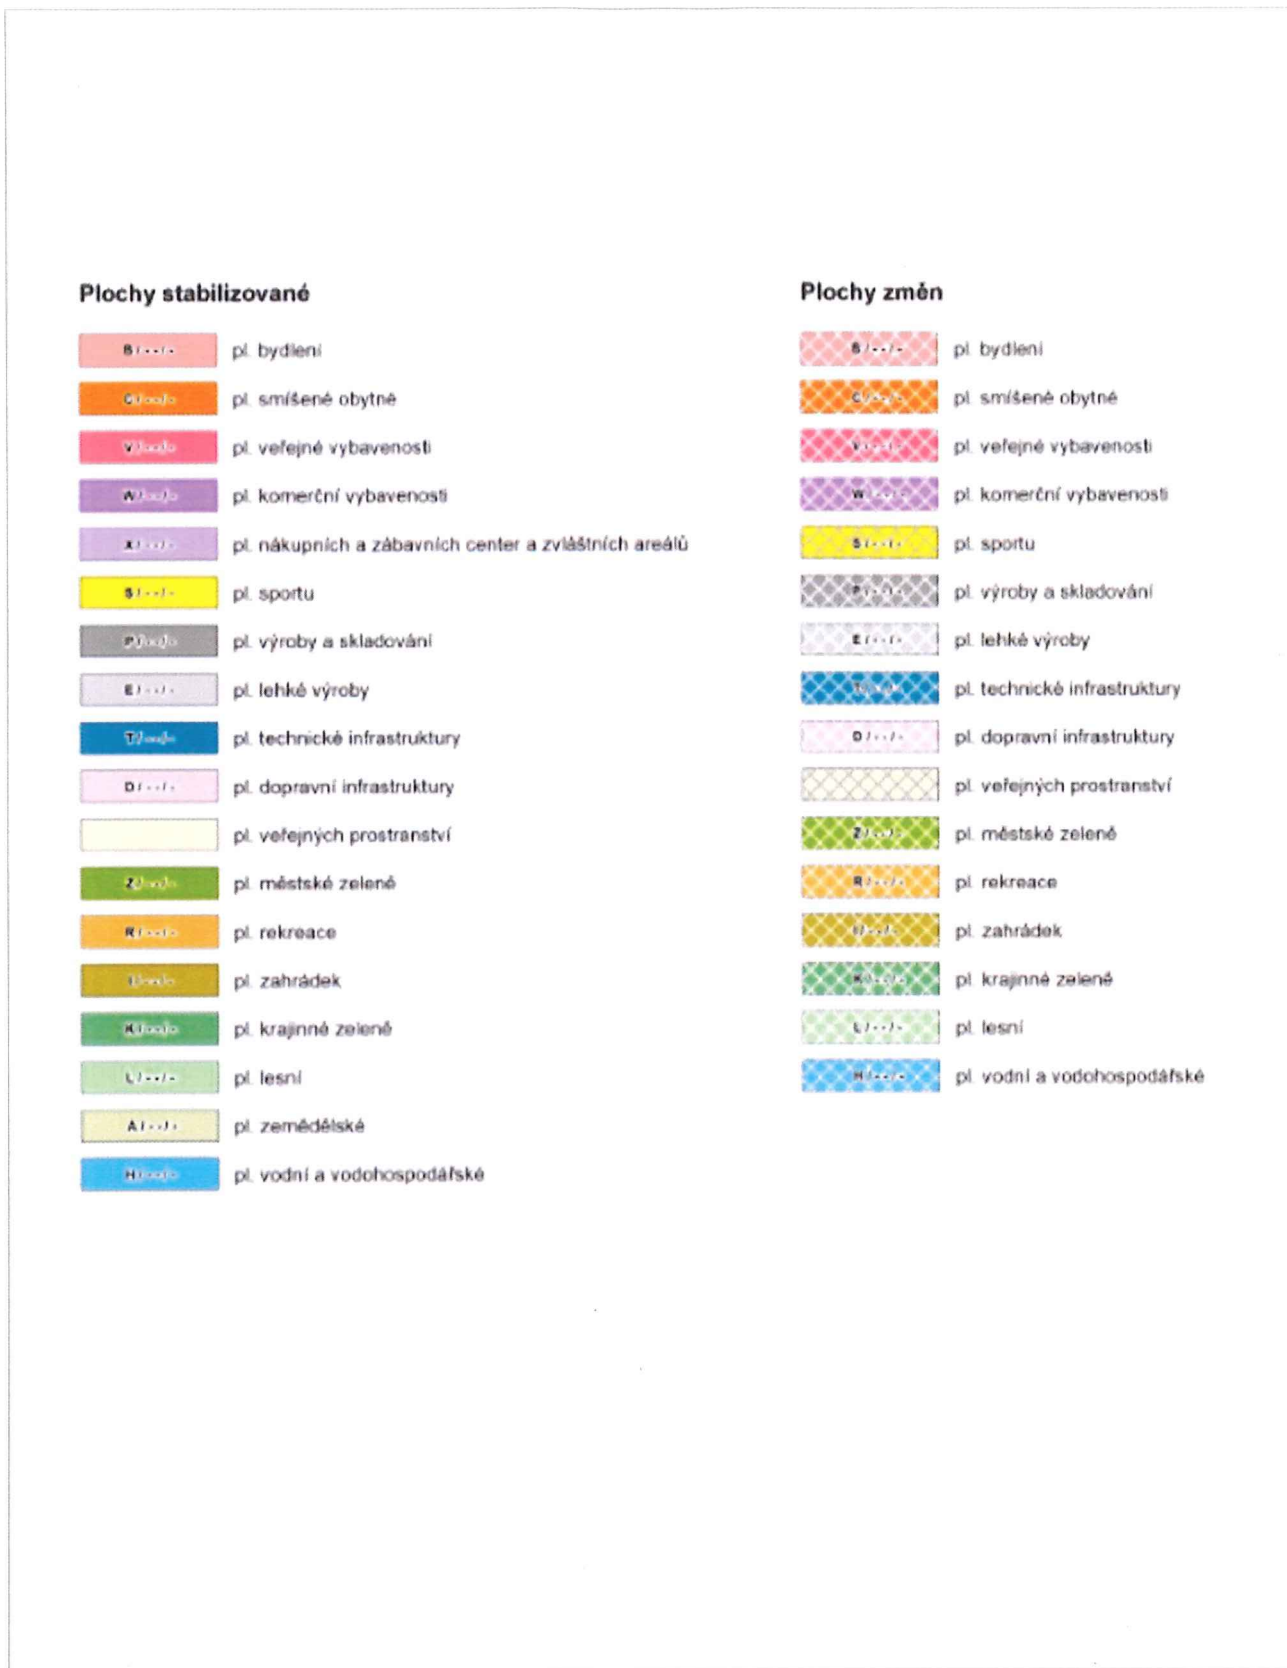 Plochy stabilizované
B / - - / - pl. bydlení
C / - - / - pl. smíšené obytné
V / - - / - pl. veřejné vybavenosti
W / - - / - pl. komerční vybavenosti
X / - - / - pl. nákupních a zábavních center a zvláštních areálů
S / - - / - pl. sportu
P / - - / - pl. výroby a skladování
E / - - / - pl. lehké výroby
T / - - / - pl. technické infrastruktury
D / - - / - pl. dopravní infrastruktury
pl. veřejných prostranství
Z / - - / - pl. městské zeleně
R / - - / - pl. rekreace
I / - - / - pl. zahrádek
K / - - / - pl. krajinné zeleně
L / - - / - pl. lesní
A / - - / - pl. zemědělské
H / - - / - pl. vodní a vodohospodářské
Plochy změn
B / - - / - pl. bydlení
C / - - / - pl. smíšené obytné
V / - - / - pl. veřejné vybavenosti
W / - - / - pl. komerční vybavenosti
S / - - / - pl. sportu
P / - - / - pl. výroby a skladování
E / - - / - pl. lehké výroby
T / - - / - pl. technické infrastruktury
D / - - / - pl. dopravní infrastruktury
pl. veřejných prostranství
Z / - - / - pl. městské zeleně
R / - - / - pl. rekreace
I / - - / - pl. zahrádek
K / - - / - pl. krajinné zeleně
L / - - / - pl. lesní
H / - - / - pl. vodní a vodohospodářské